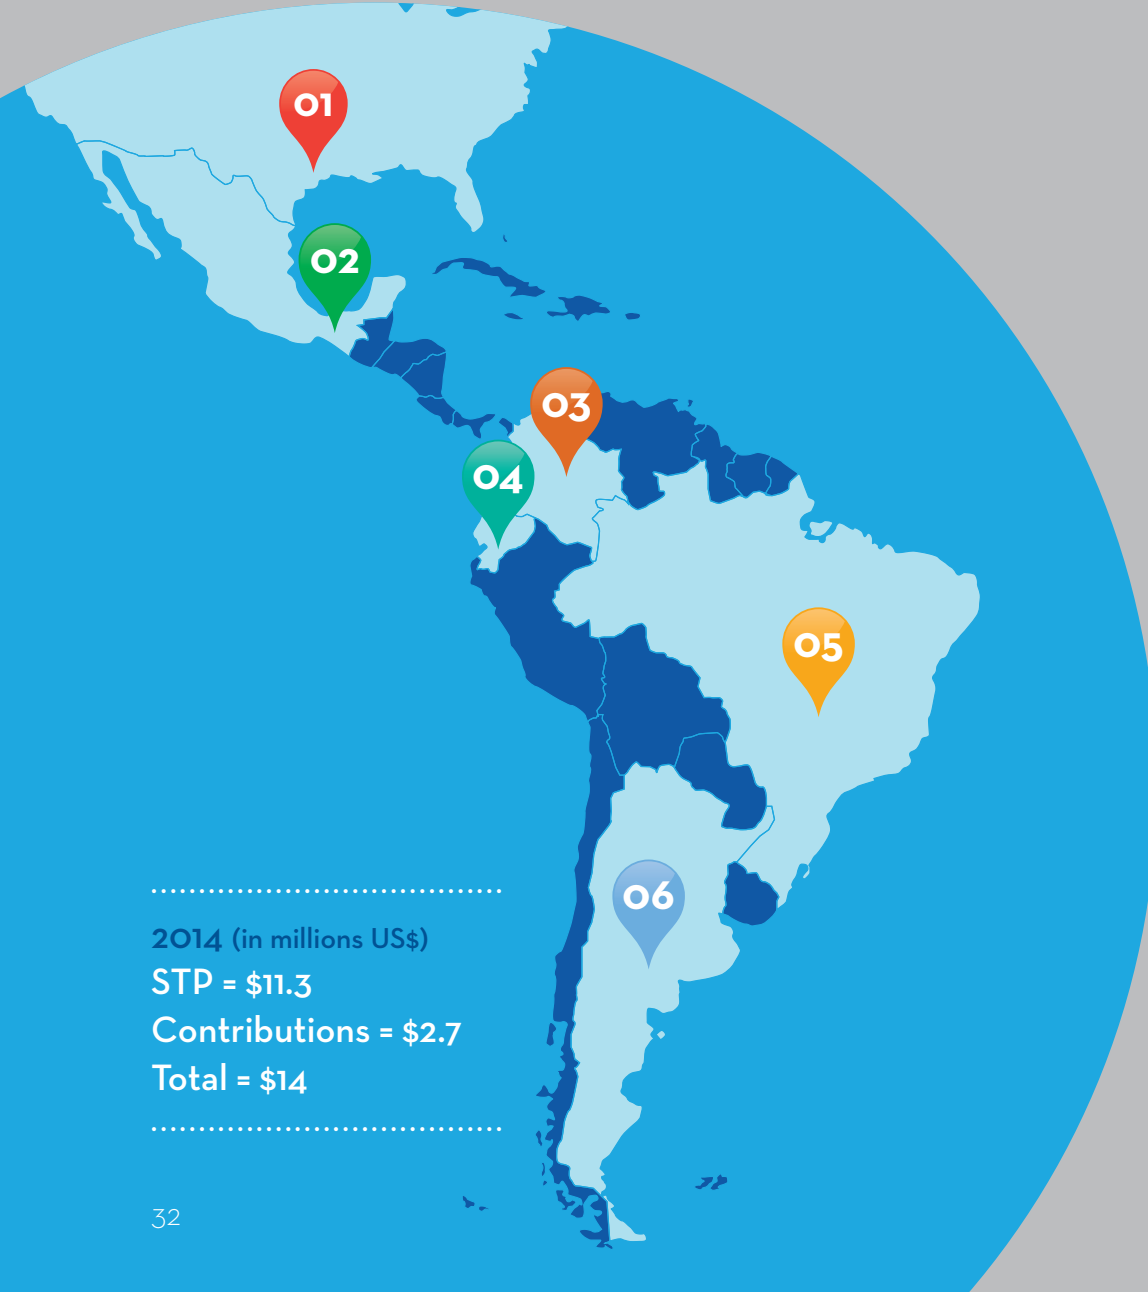 01
02
03
04
05
06
2014 (in millions US$)
STP = $11.3
Contributions = $2.7
Total = $14
32